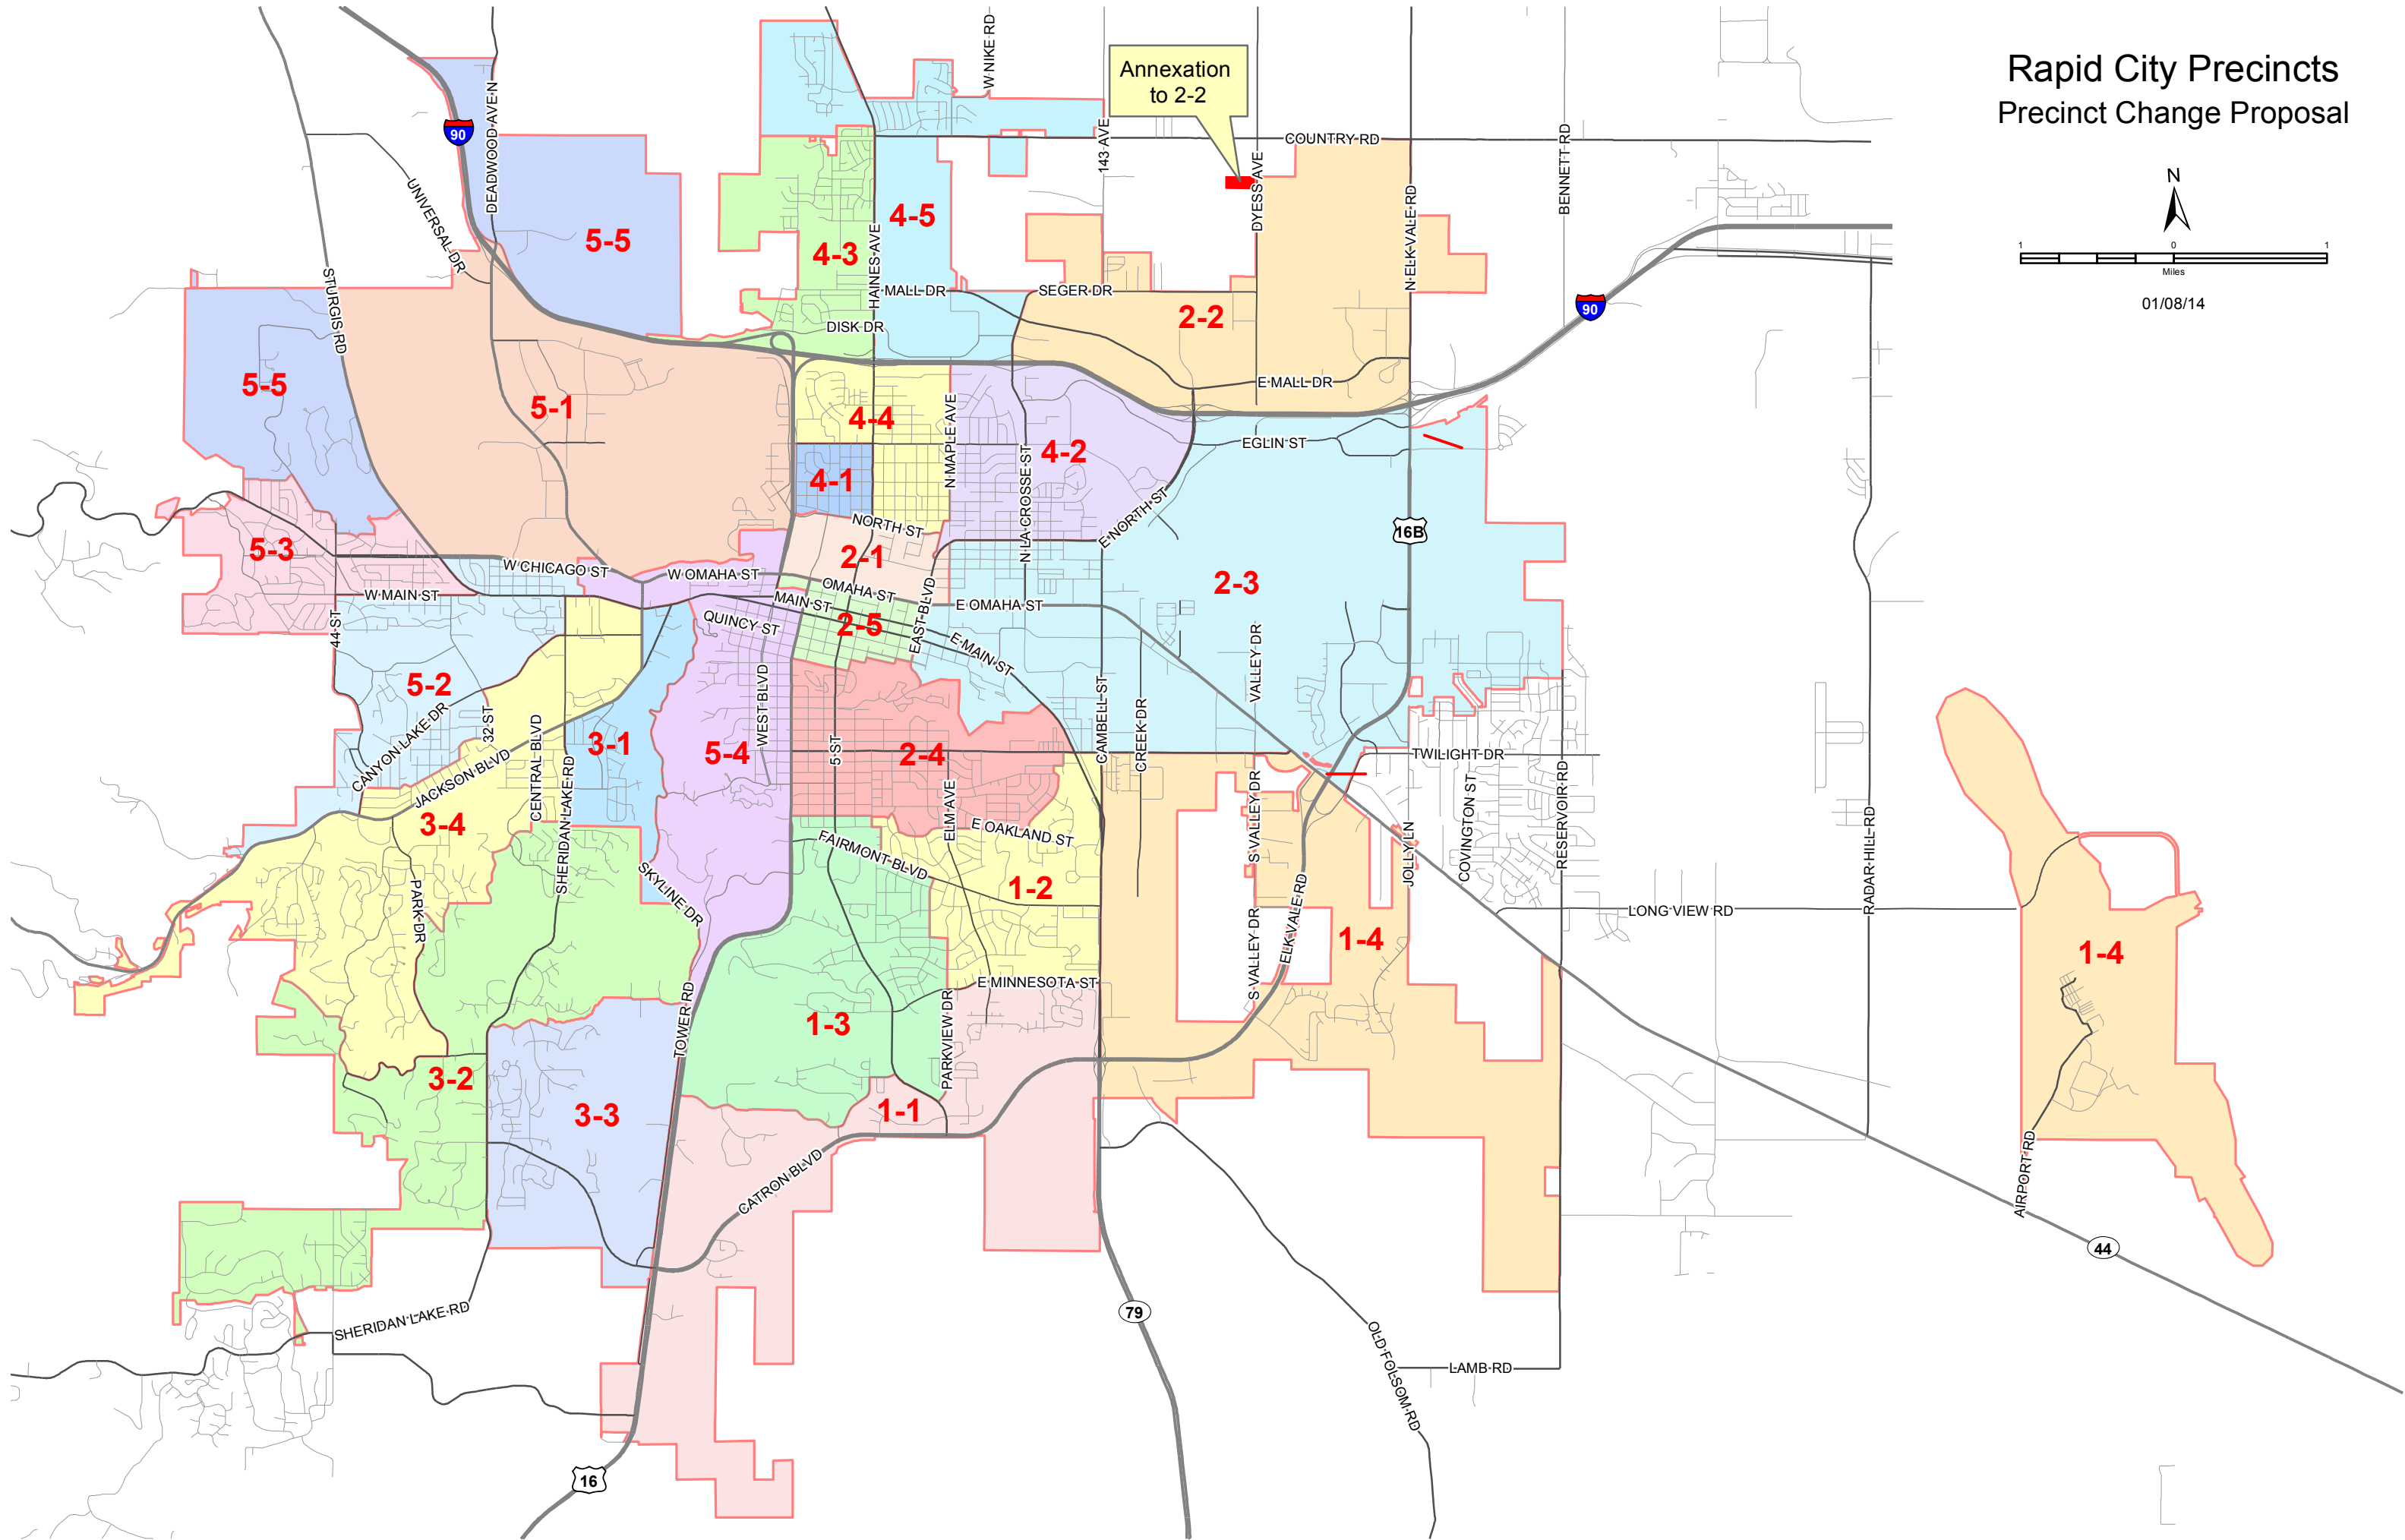 Rapid City Precincts
Precinct Change Proposal
N
1 0 1
Miles
01/08/14
Annexation
to 2-2
W NIKE RD
143 AVE
COUNTRY RD
DYESS AVE
N ELK VALE RD
BENNETT RD
90
DEADWOOD AVE N
UNIVERSAL DR
STURGIS RD
5-5
4-3
4-5
HAINES AVE
MALL DR
SEGER DR
2-2
DISK DR
90
E MALL DR
5-5
5-1
4-4
N MAPLE AVE
4-2
EGLIN ST
4-1
N LA CROSSE ST
E NORTH ST
16B
NORTH ST
5-3
2-1
2-3
W CHICAGO ST
W OMAHA ST
OMAHA ST
E OMAHA ST
W MAIN ST
MAIN ST
QUINCY ST
2-5
EAST BLVD
E MAIN ST
44 ST
5-2
WEST BLVD
CAMBELL ST
VALLEY DR
CREEK DR
CANYON LAKE DR
32 ST
CENTRAL BLVD
3-1
5-4
5 ST
2-4
TWILIGHT DR
JACKSON BLVD
SHERIDAN LAKE RD
ELM AVE
E OAKLAND ST
S VALLEY DR
COVINGTON ST
RESERVOIR RD
RADAR HILL RD
3-4
FAIRMONT BLVD
JOLLY LN
1-2
PARK DR
SKYLINE DR
S VALLEY DR
ELK VALE RD
1-4
LONG VIEW RD
1-4
E MINNESOTA ST
TOWER RD
1-3
PARKVIEW DR
3-2
3-3
1-1
CATRON BLVD
AIRPORT RD
44
SHERIDAN LAKE RD
79
OLD FOLSOM RD
LAMB RD
16